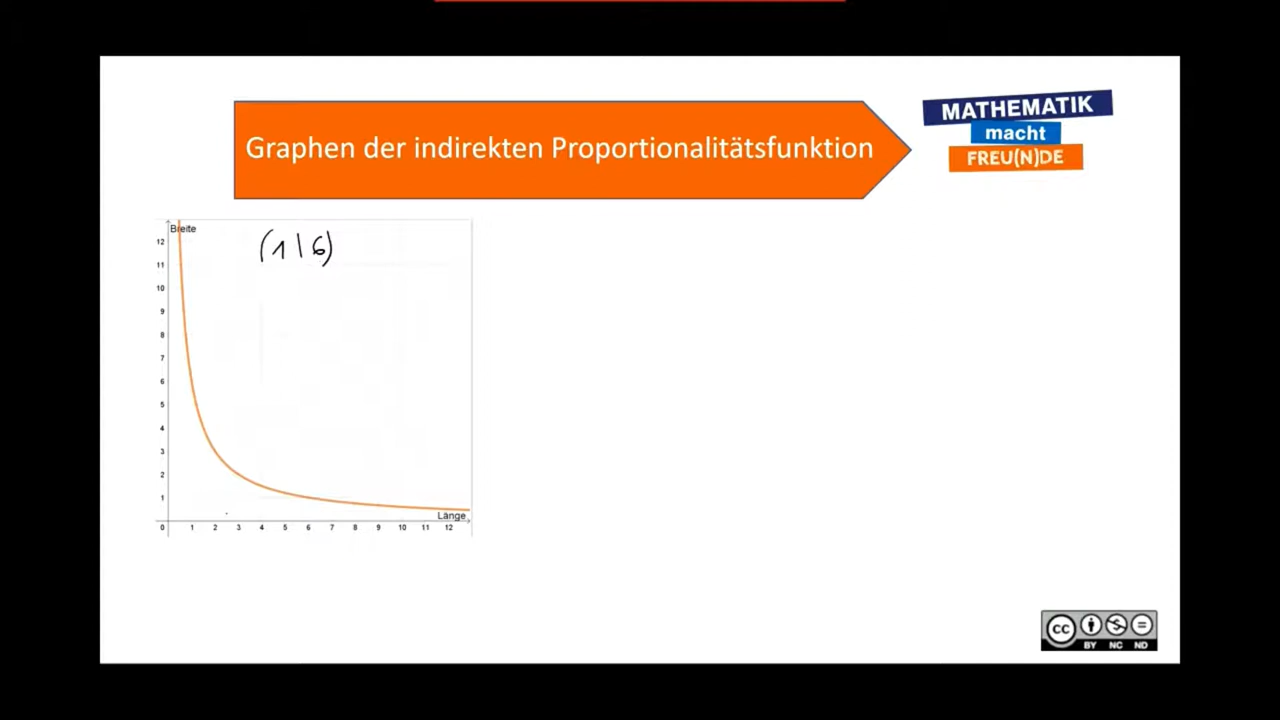 Graphen der indirekten Proportionalitätsfunktion
MATHEMATIK
macht
FREU(N)DE
Breite
(1 | 6)
12
11
10
9
8
7
6
5
4
3
2
1
Länge
0 1 2 3 4 5 6 7 8 9 10 11 12
cc
BY NC ND